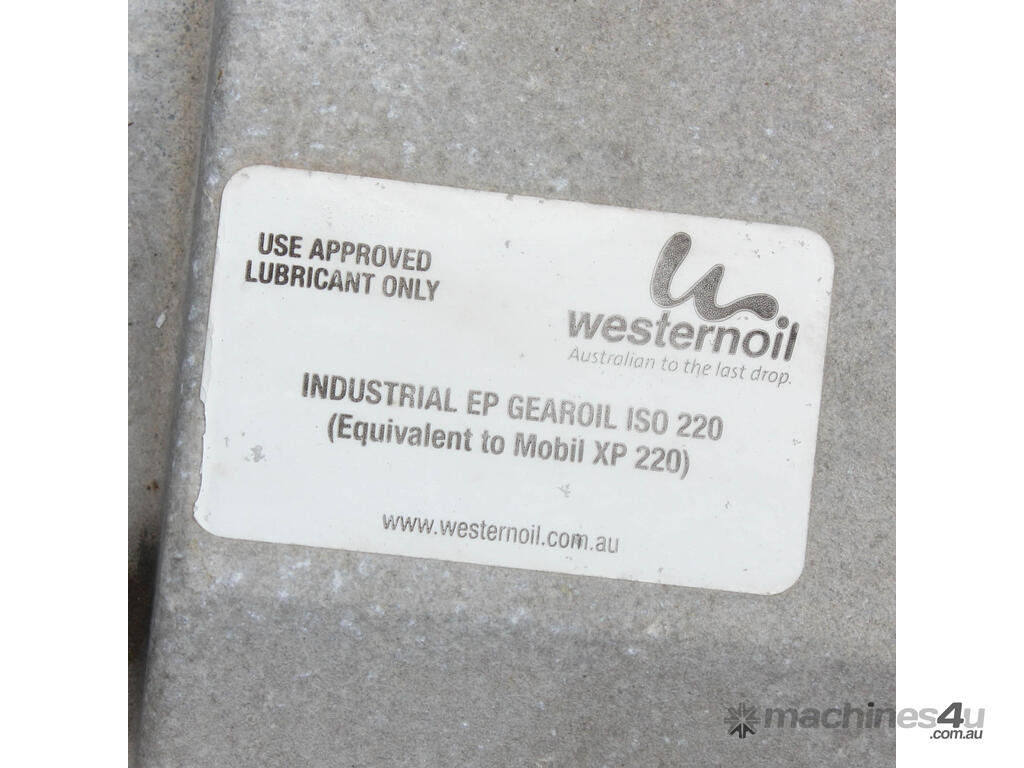 USE APPROVED
LUBRICANT ONLY
westernoil
Australian to the last drop.
INDUSTRIAL EP GEAROIL ISO 220
(Equivalent to Mobil XP 220)
www.westernoil.com.au
machines4u
.com.au